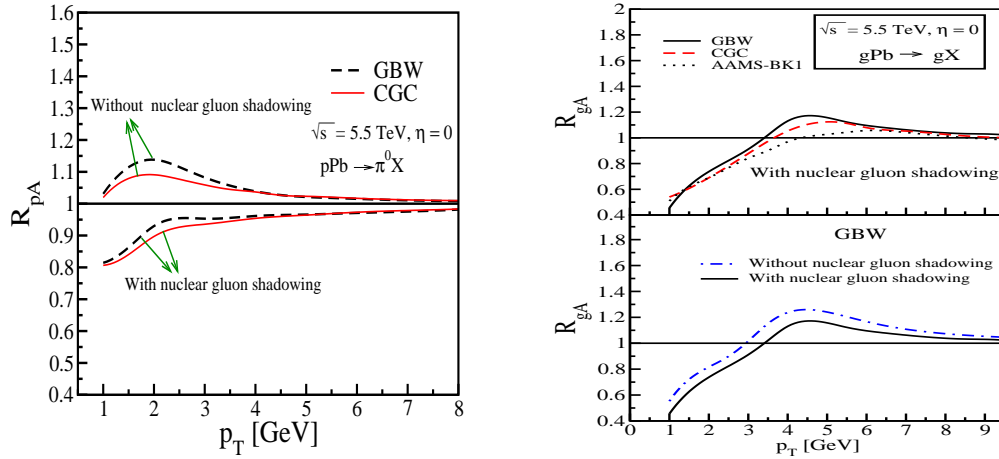 1.6
1.5
1.4
1.3
1.2
1.1
1
0.9
0.8
0.7
0.6
0.5
0.4
R_pA
GBW
CGC
Without nuclear gluon shadowing
√s = 5.5 TeV, η = 0
pPb → π⁰X
With nuclear gluon shadowing
1 2 3 4 5 6 7 8
p_T [GeV]
2
1.8
1.6
1.4
1.2
1
0.8
0.6
0.4
R_gA
GBW
CGC
AAMS-BK1
√s = 5.5 TeV, η = 0
gPb → gX
With nuclear gluon shadowing
1.8
1.6
1.4
1.2
1
0.8
0.6
0.4
R_gA
GBW
Without nuclear gluon shadowing
With nuclear gluon shadowing
0 1 2 3 4 5 6 7 8 9
p_T [GeV]